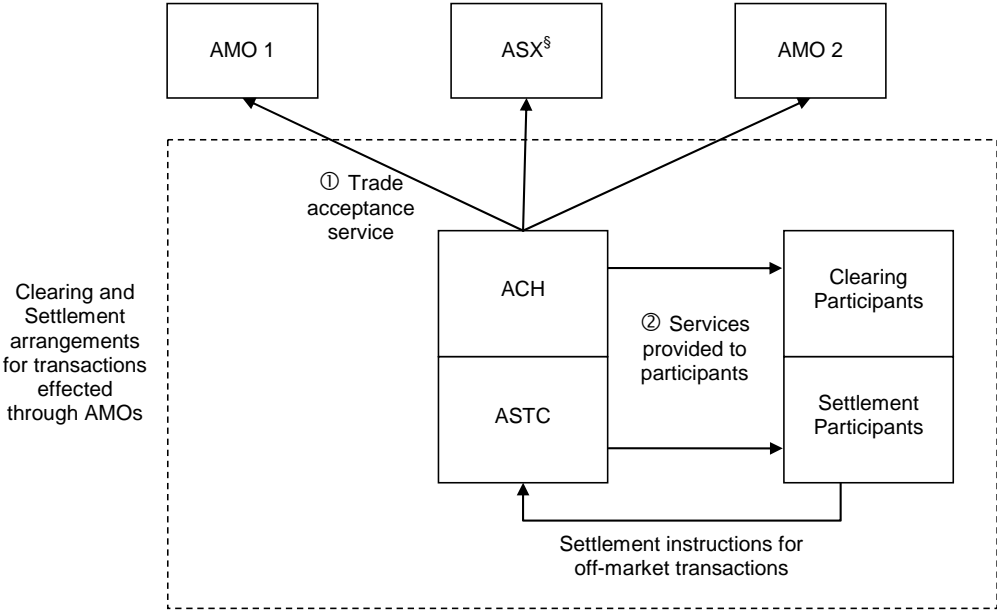 AMO 1
ASX§
AMO 2
① Trade
acceptance
service
ACH
Clearing
Participants
Clearing and
Settlement
arrangements
for transactions
effected
through AMOs
② Services
provided to
participants
ASTC
Settlement
Participants
Settlement instructions for
off-market transactions